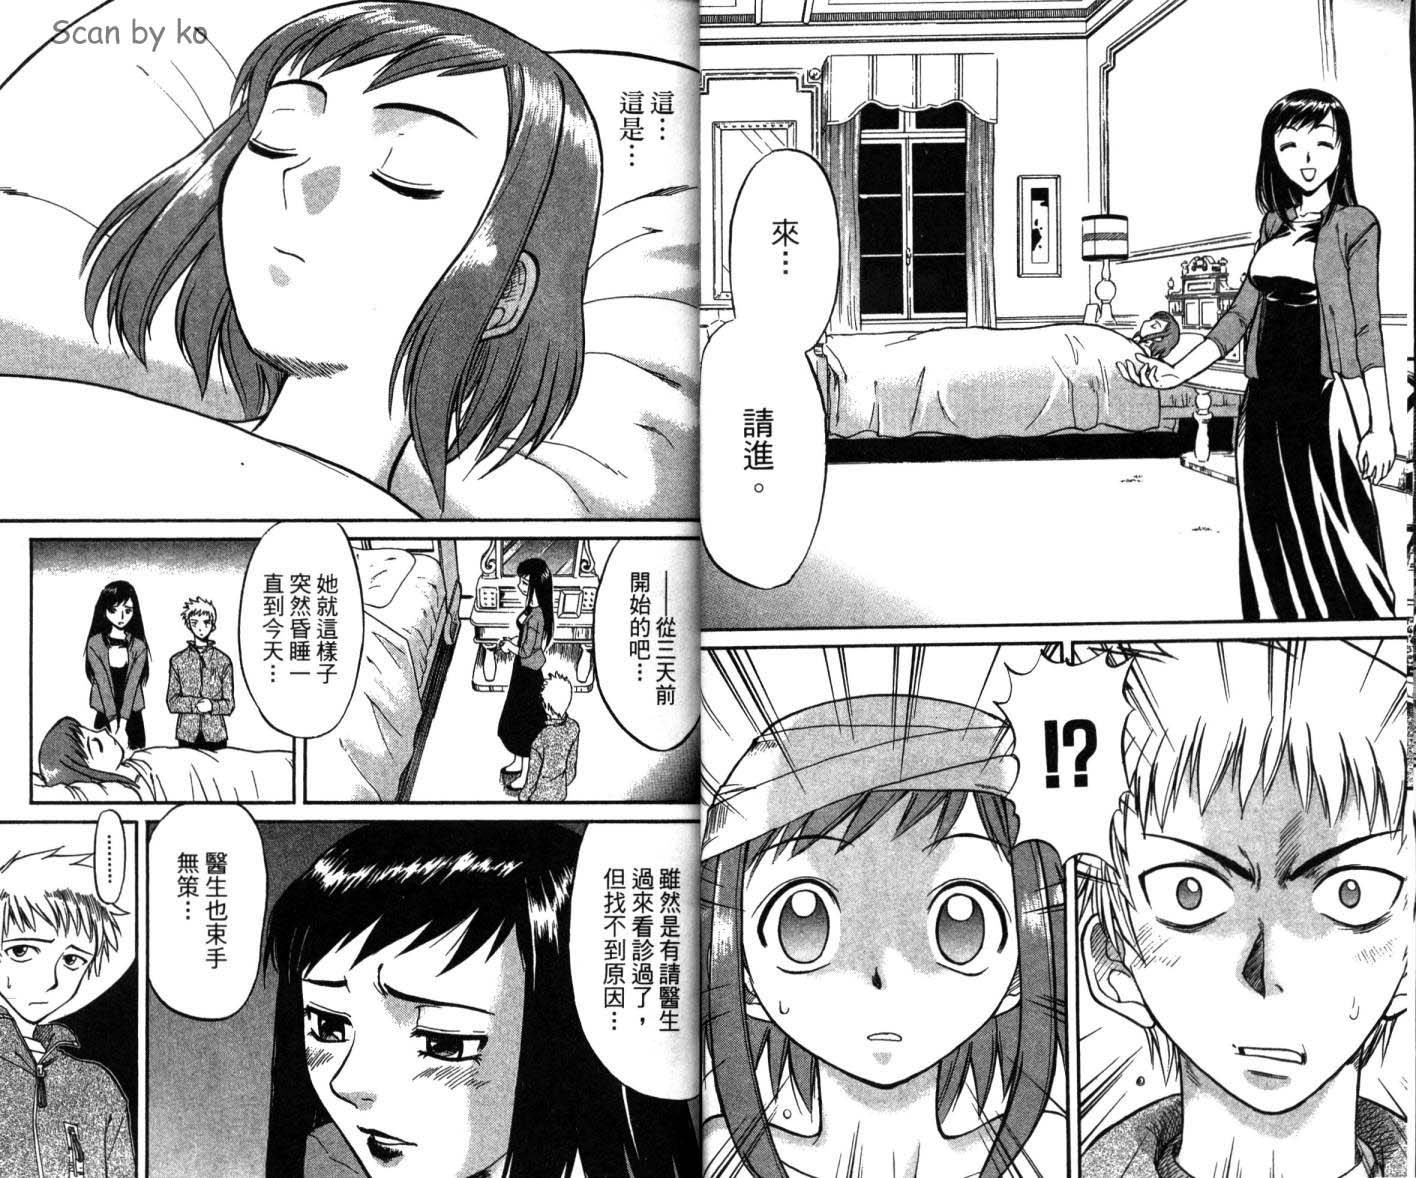 Scan by ko
來…
請進。
!?
這…
這是…
——從三天前
開始的吧…
她就這樣子
突然昏睡一
直到今天…
雖然是有請醫生
過來看診過了，
但找不到原因…
醫生也束手
無策…
………